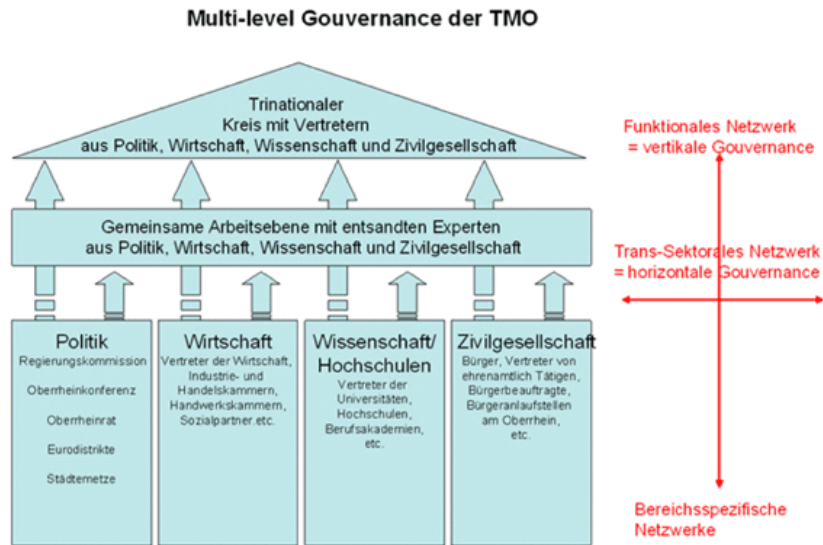 Multi-level Gouvernance der TMO
Trinationaler
Kreis mit Vertretern
aus Politik, Wirtschaft, Wissenschaft und Zivilgesellschaft
Gemeinsame Arbeitsebene mit entsandten Experten
aus Politik, Wirtschaft, Wissenschaft und Zivilgesellschaft
Politik
Regierungskommission
Oberrheinkonferenz
Oberrheinrat
Eurodistrikte
Städtenetze
Wirtschaft
Vertreter der Wirtschaft,
Industrie- und
Handelskammern,
Handwerkskammern,
Sozialpartner.etc.
Wissenschaft/
Hochschulen
Vertreter der
Universitäten,
Hochschulen,
Berufsakademien,
etc.
Zivilgesellschaft
Bürger, Vertreter von
ehrenamtlich Tätigen,
Bürgerbeauftragte,
Bürgeranlaufstellen
am Oberrhein,
etc.
Funktionales Netzwerk
= vertikale Gouvernance
Trans-Sektorales Netzwerk
= horizontale Gouvernance
Bereichsspezifische
Netzwerke